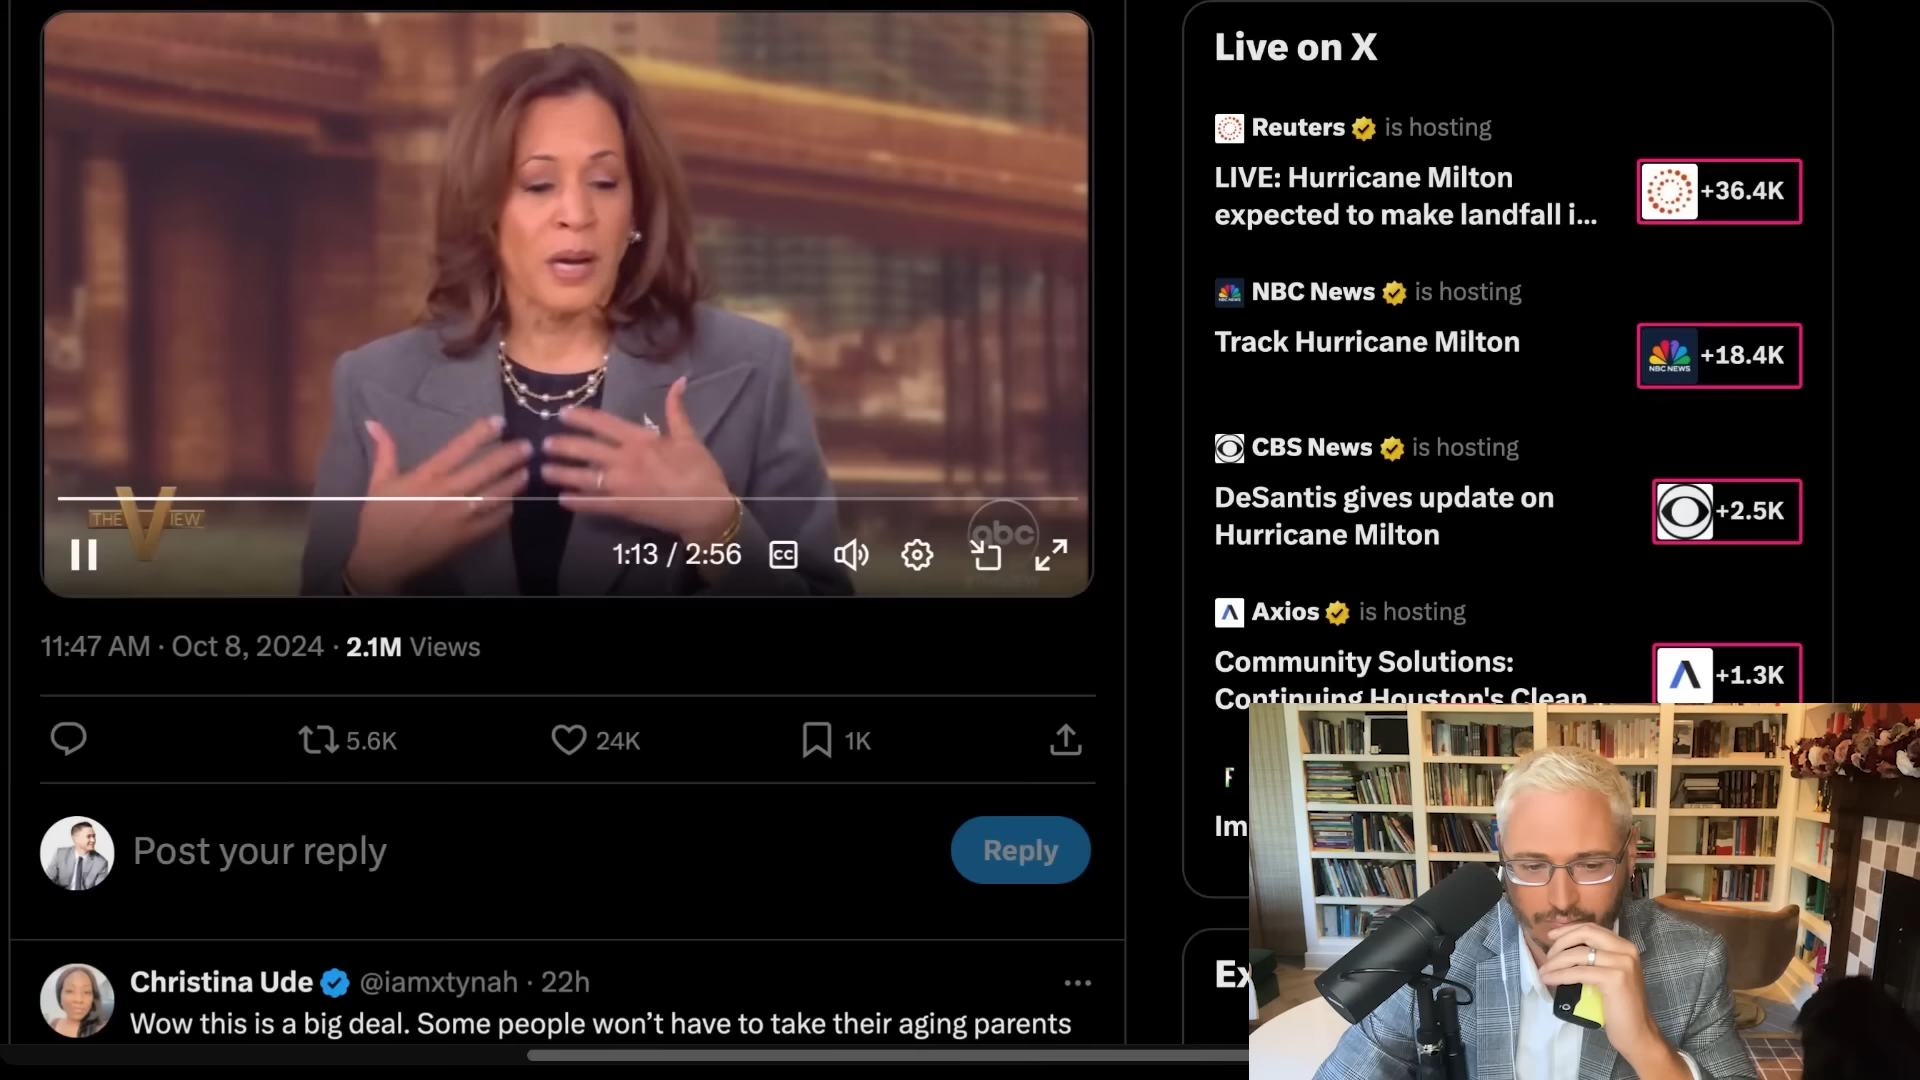 THE VIEW
abc
1:13 / 2:56
CC
11:47 AM · Oct 8, 2024 · 2.1M Views
5.6K
24K
1K
Post your reply
Reply
Christina Ude @iamxtynah · 22h
Wow this is a big deal. Some people won’t have to take their aging parents
Live on X
Reuters is hosting
LIVE: Hurricane Milton
expected to make landfall i...
+36.4K
NBC News is hosting
Track Hurricane Milton
NBC NEWS
+18.4K
CBS News is hosting
DeSantis gives update on
Hurricane Milton
+2.5K
Axios is hosting
Community Solutions:
Continuing Houston's Clean...
+1.3K
F
Im
Ex